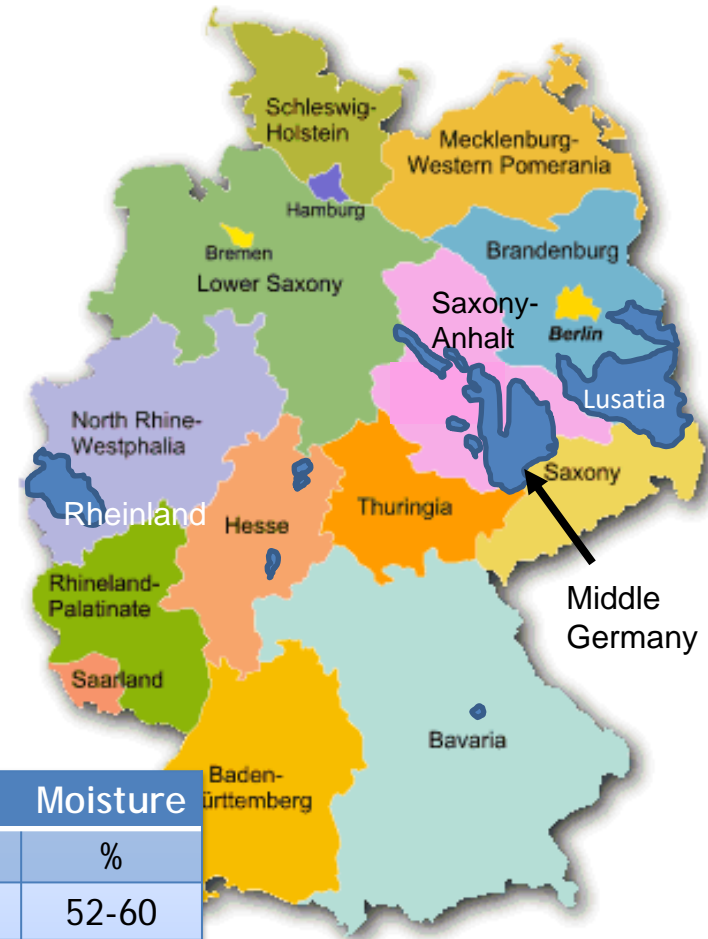 Schleswig-
Holstein
Mecklenburg-
Western Pomerania
Hamburg
Bremen
Lower Saxony
Brandenburg
Saxony-
Anhalt
Berlin
Lusatia
North Rhine-
Westphalia
Rheinland
Hesse
Thuringia
Saxony
Middle
Germany
Rhineland-
Palatinate
Saarland
Bavaria
Baden-
ürttemberg
Moisture
%
52-60